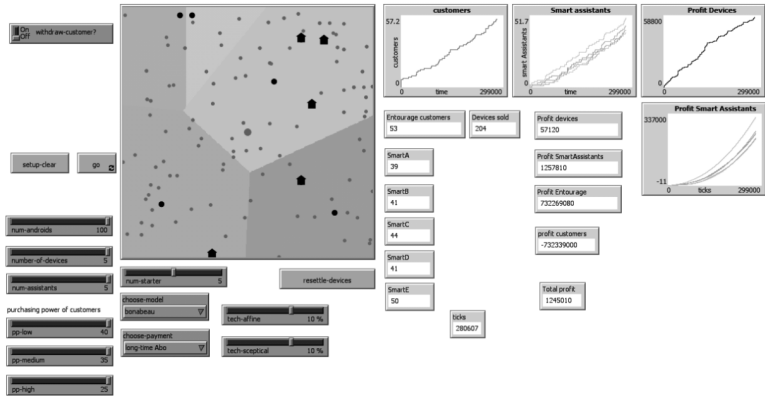 On
Off
withdraw-customer?
setup-clear
go
num-androids 100
number-of-devices 5
num-assistants 5
purchasing power of customers
pp-low 40
pp-medium 35
pp-high 25
num-starter 5
resettle-devices
choose-model
bonabeau
choose-payment
long-time Abo
tech-affine 10 %
tech-sceptical 10 %
customers
57.2
customers
0
0 time 299000
Smart assistants
51.7
smart Assistants
0
0 time 299000
Profit Devices
58800
0
0 299000
Profit Smart Assistants
337000
-11
0 ticks 299000
Entourage customers
53
Devices sold
204
SmartA
39
SmartB
41
SmartC
44
SmartD
41
SmartE
50
Profit devices
57120
Profit SmartAssistants
1257810
Profit Entourage
732269080
profit customers
-732339000
Total profit
1245010
ticks
280607